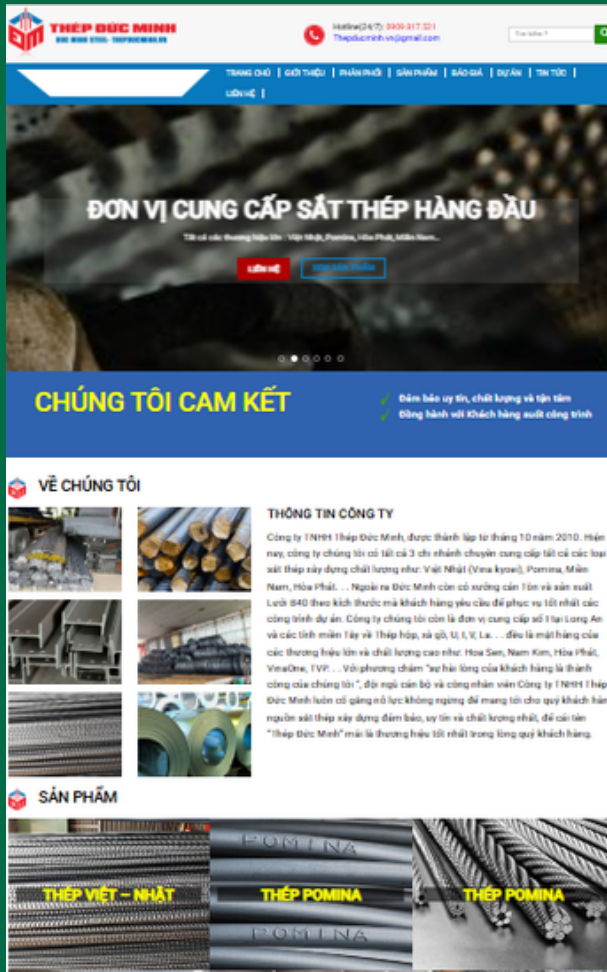 THÉP ĐỨC MINH
DUC MINH STEEL - THEPDUCMINH.VN
Hotline(24/7): 0909.017.521
Thepducminh.vn@gmail.com
Tìm kiếm ?
TRANG CHỦ | GIỚI THIỆU | PHÂN PHỐI | SẢN PHẨM | BÁO GIÁ | DỰ ÁN | TIN TỨC |
LIÊN HỆ |
ĐƠN VỊ CUNG CẤP SẮT THÉP HÀNG ĐẦU
Tất cả các thương hiệu lớn : Việt Nhật, Pomina, Hòa Phát, Miền Nam...
LIÊN HỆ
XEM SẢN PHẨM
CHÚNG TÔI CAM KẾT
Đảm bảo uy tín, chất lượng và tận tâm
Đồng hành với Khách hàng suốt công trình
VỀ CHÚNG TÔI
THÔNG TIN CÔNG TY
Công ty TNHH Thép Đức Minh, được thành lập từ tháng 10 năm 2010. Hiện
nay, công ty chúng tôi có tất cả 3 chi nhánh chuyên cung cấp tất cả các loại
sắt thép xây dựng chất lượng như: Việt Nhật (Vina kyoei), Pomina, Miền
Nam, Hòa Phát. ... Ngoài ra Đức Minh còn có xưởng cán Tôn và sản xuất
Lưới B40 theo kích thước mà khách hàng yêu cầu để phục vụ tốt nhất các
công trình dự án. Công ty chúng tôi còn là đơn vị cung cấp số 1 tại Long An
và các tỉnh miền Tây về Thép hộp, xà gồ, U, I, V, La. .. đều là mặt hàng của
các thương hiệu lớn và chất lượng cao như: Hoa Sen, Nam Kim, Hòa Phát,
VinaOne, TVP. .. Với phương châm "sự hài lòng của khách hàng là thành
công của chúng tôi ", đội ngũ cán bộ và công nhân viên Công ty TNHH Thép
Đức Minh luôn cố gắng nỗ lực không ngừng để mang tới cho quý khách hàn
nguồn sắt thép xây dựng đảm bảo, uy tín và chất lượng nhất, để cái tên
"Thép Đức Minh" mãi là thương hiệu tốt nhất trong lòng quý khách hàng.
SẢN PHẨM
THÉP VIỆT – NHẬT
POMINA
THÉP POMINA
POMINA
THÉP POMINA